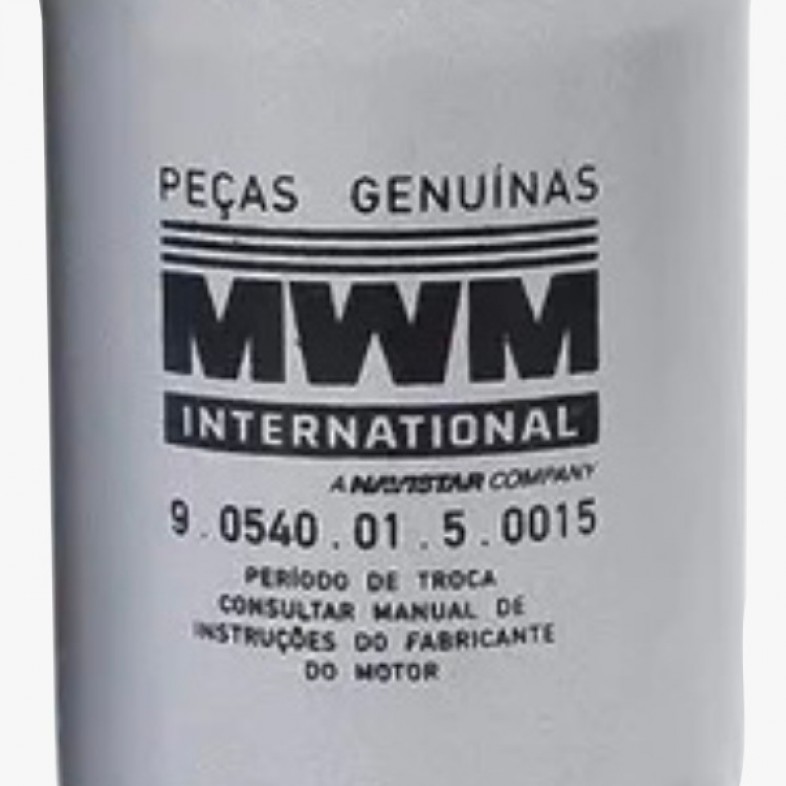 PEÇAS GENUÍNAS
MWM
INTERNATIONAL
A NAVISTAR COMPANY
9.0540.01.5.0015
PERÍODO DE TROCA
CONSULTAR MANUAL DE
INSTRUÇÕES DO FABRICANTE
DO MOTOR